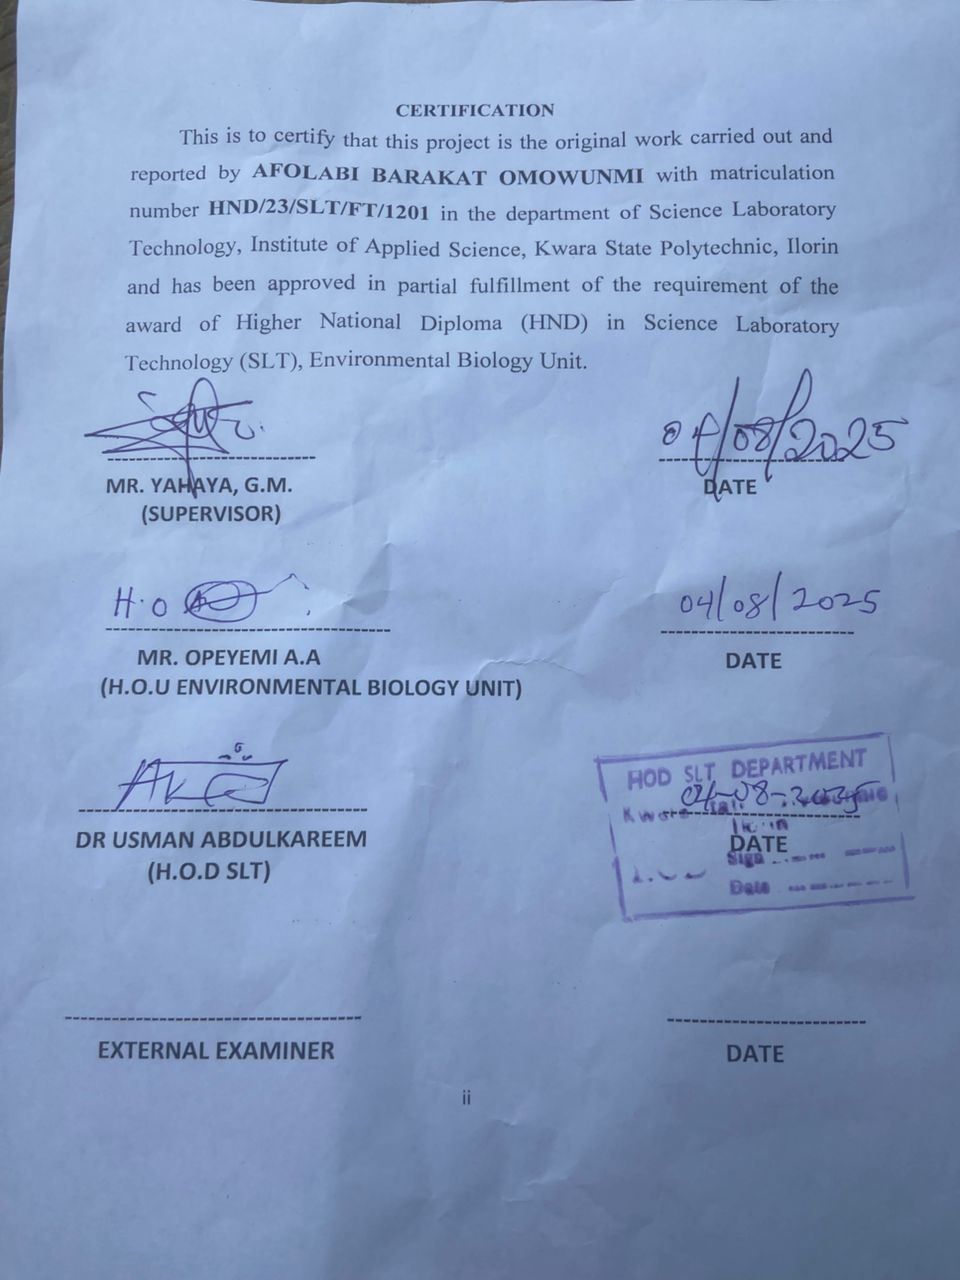 CERTIFICATION
This is to certify that this project is the original work carried out and
reported by AFOLABI BARAKAT OMOWUNMI with matriculation
number HND/23/SLT/FT/1201 in the department of Science Laboratory
Technology, Institute of Applied Science, Kwara State Polytechnic, Ilorin
and has been approved in partial fulfillment of the requirement of the
award of Higher National Diploma (HND) in Science Laboratory
Technology (SLT), Environmental Biology Unit.
/08/2025
MR. YAHAYA, G.M.
DATE
(SUPERVISOR)
H.O
04/08/2025
MR. OPEYEMI A.A
DATE
(H.O.U ENVIRONMENTAL BIOLOGY UNIT)
HOD SLT DEPARTMENT
-08-2025
DR USMAN ABDULKAREEM
DATE
(H.O.D SLT)
Sign
Date
EXTERNAL EXAMINER
DATE
ii